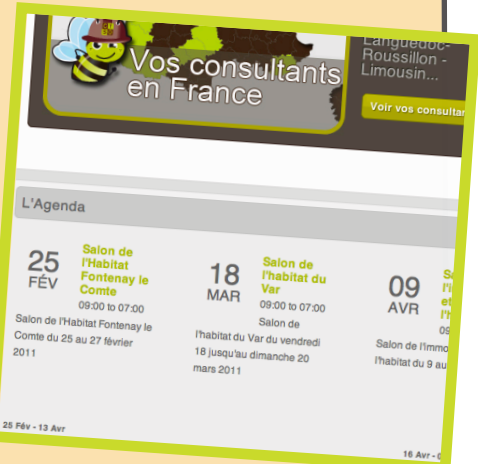 Languedoc-
Roussillon -
Limousin...
Vos consultants
en France
Voir vos
L'Agenda
25
FÉV
Salon de
l'Habitat
Fontenay le
Comte
09:00 to 07:00
Salon de l'Habitat Fontenay le
Comte du 25 au 27 février
2011
18
MAR
Salon de
l'habitat du
Var
09:00 to 07:00
Salon de
l'habitat du Var du vendredi
18 jusqu'au dimanche 20
mars 2011
09
AVR
et
09
Salon de
l'habitat du 9 au
25 Fév - 13 Avr
16 Avr -